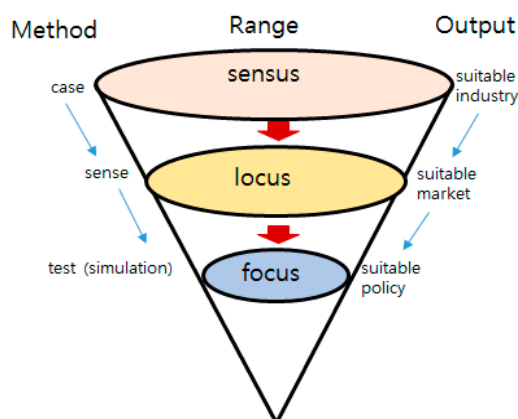 Method Range Output
sensus
case
suitable
industry
sense
locus
suitable
market
test (simulation)
focus
suitable
policy